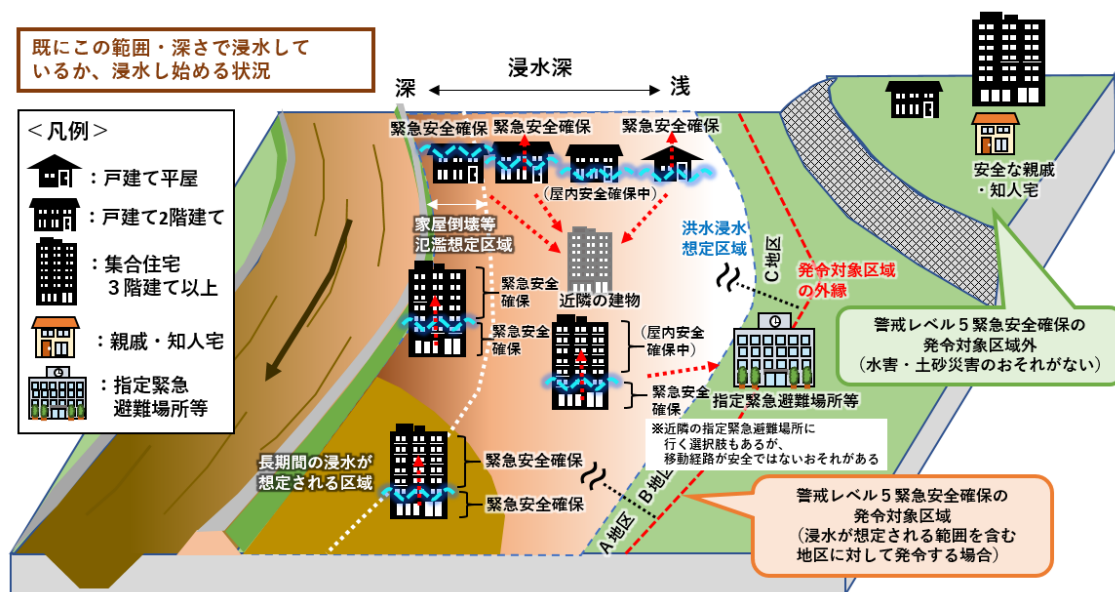 既にこの範囲・深さで浸水して
いるか、浸水し始める状況
浸水深
深
浅
＜凡例＞
：戸建て平屋
：戸建て2階建て
：集合住宅
３階建て以上
：親戚・知人宅
：指定緊急
避難場所等
緊急安全確保
緊急安全確保
緊急安全確保
（屋内安全確保中）
家屋倒壊等
氾濫想定区域
洪水浸水
想定区域
C地区
発令対象区域
の外縁
安全な親戚
・知人宅
近隣の建物
緊急安全
確保
緊急安全
確保
（屋内安全
確保中）
緊急安全
確保
指定緊急避難場所等
※近隣の指定緊急避難場所に
行く選択肢もあるが、
移動経路が安全ではないおそれがある
警戒レベル５緊急安全確保の
発令対象区域外
（水害・土砂災害のおそれがない）
長期間の浸水が
想定される区域
緊急安全確保
緊急安全確保
B地区
A地区
警戒レベル５緊急安全確保の
発令対象区域
（浸水が想定される範囲を含む
地区に対して発令する場合）